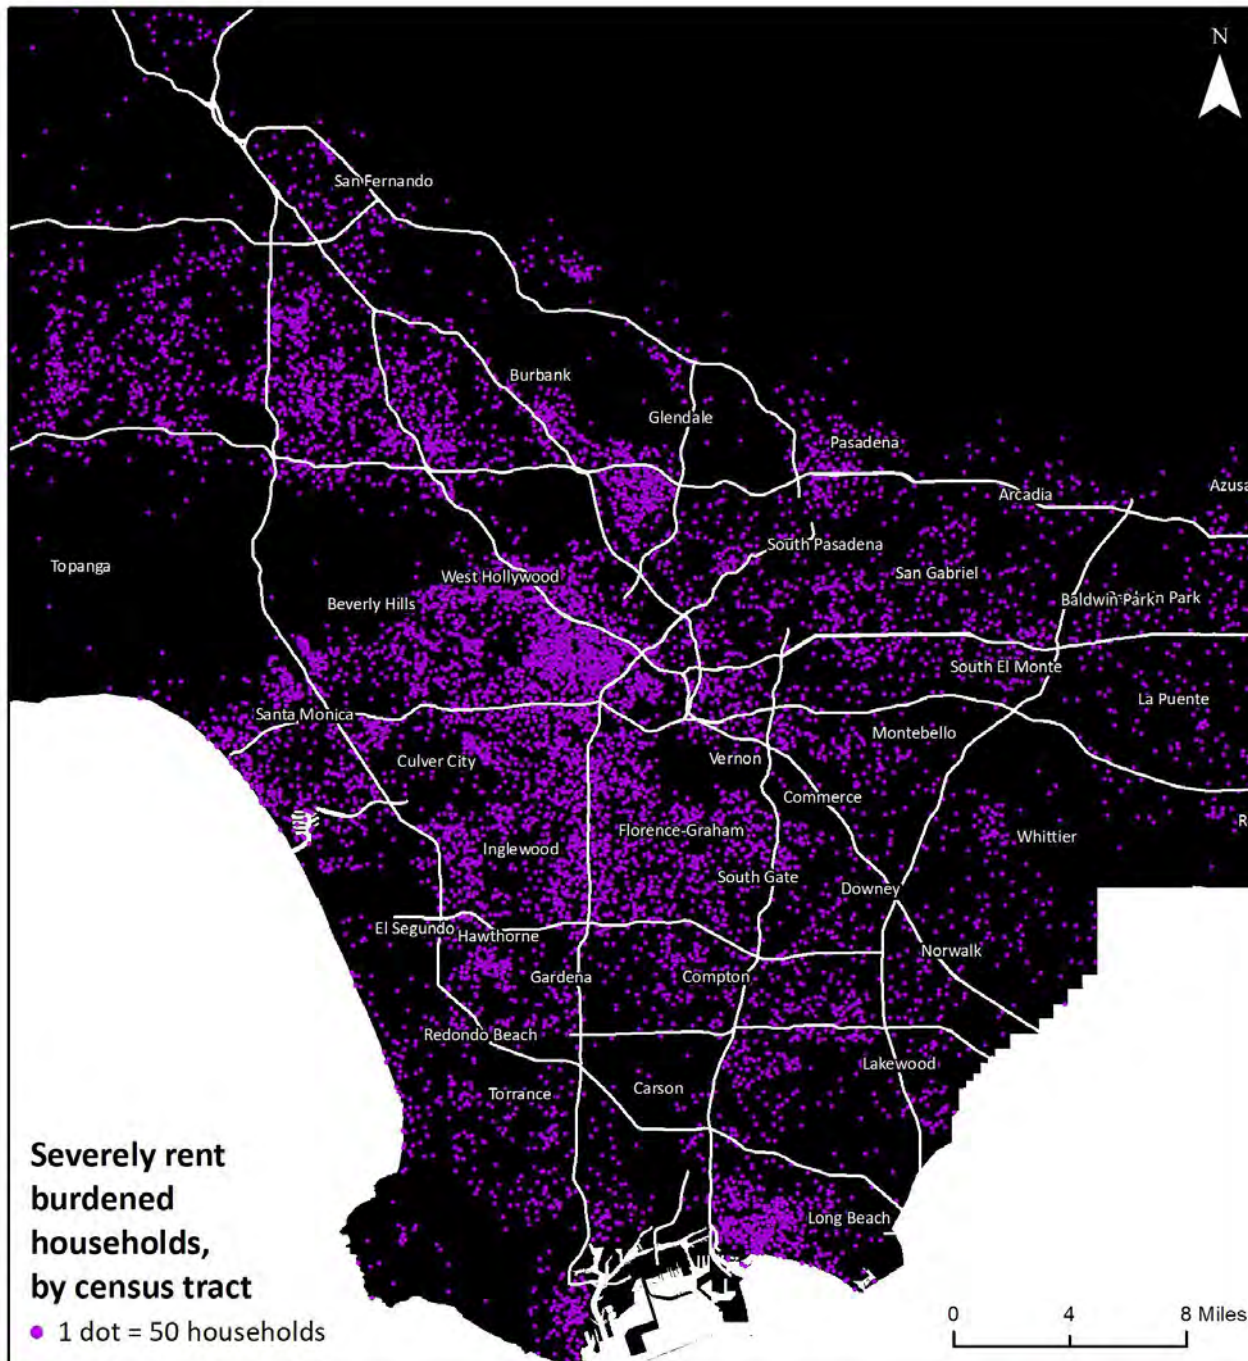 N
San Fernando
Burbank
Glendale
Pasadena
Arcadia
Azusa
South Pasadena
Topanga
West Hollywood
San Gabriel
Beverly Hills
Baldwin Park
n Park
South El Monte
La Puente
Santa Monica
Montebello
Culver City
Vernon
Commerce
R
Florence-Graham
Whittier
Inglewood
South Gate
Downey
El Segundo
Hawthorne
Norwalk
Gardena
Compton
Redondo Beach
Lakewood
Torrance
Carson
Long Beach
Severely rent
burdened
households,
by census tract
1 dot = 50 households
0 4 8 Miles